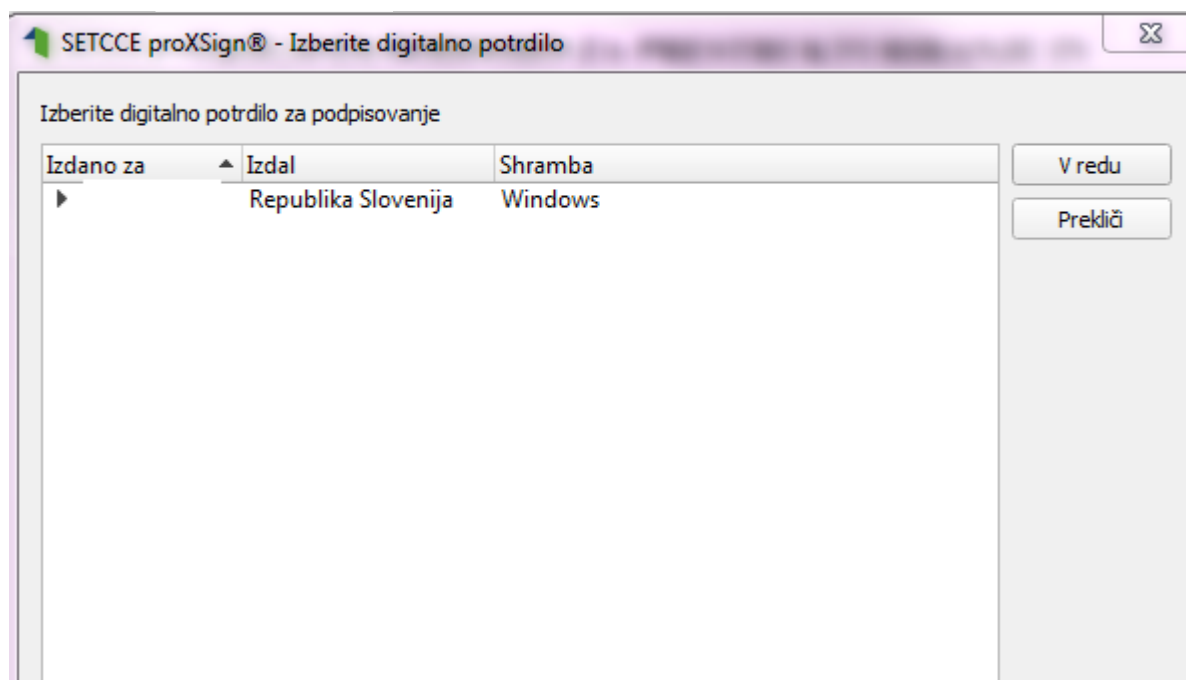 SETCCE proXSign® - Izberite digitalno potrdilo
Izberite digitalno potrdilo za podpisovanje
Izdano za Izdal Shramba
Republika Slovenija Windows
V redu
Prekliči